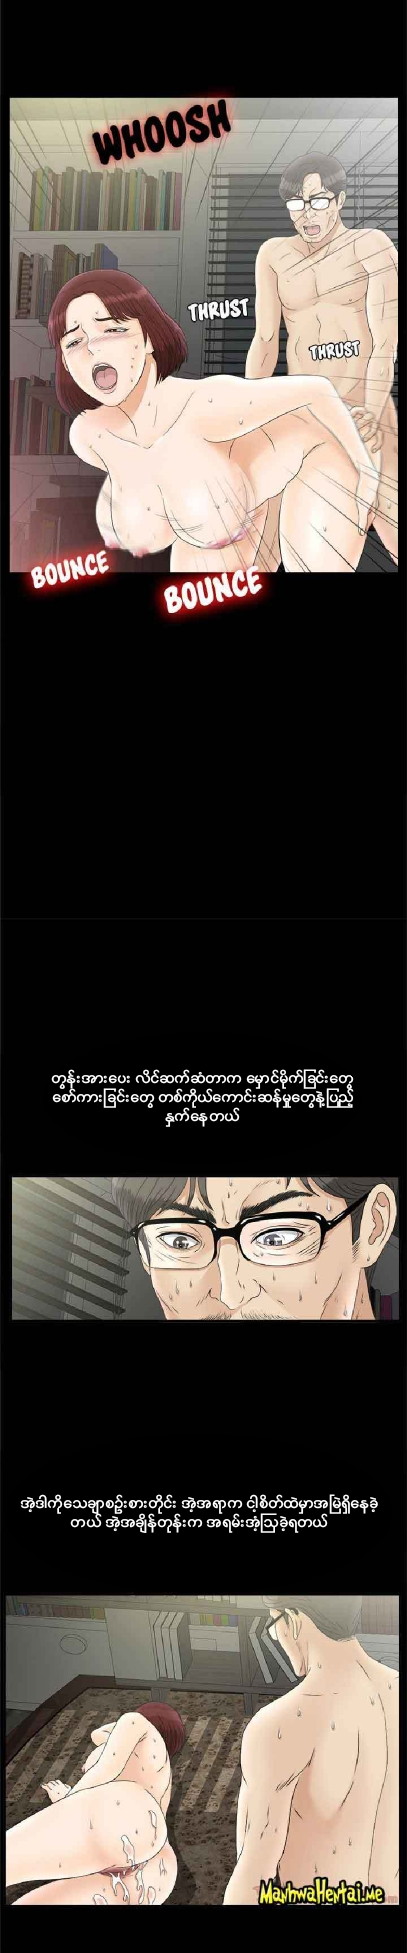 WHOOSH
THRUST
THRUST
BOUNCE
BOUNCE
တွန်းအားပေး လိင်ဆက်ဆံတာက မှောင်မိုက်ခြင်းတွေ
စော်ကားခြင်းတွေ တစ်ကိုယ်ကောင်းဆန်မှုတွေနဲ့ပြည့်
နှက်နေတယ်
အဲ့ဒါကိုသေချာစဥ်းစားတိုင်း အဲ့အရာက ငါ့စိတ်ထဲမှာအမြဲရှိနေခဲ့
တယ် အဲ့အချိန်တုန်းက အရမ်းအံ့သြခဲ့ရတယ်
ManhwaHentai.me